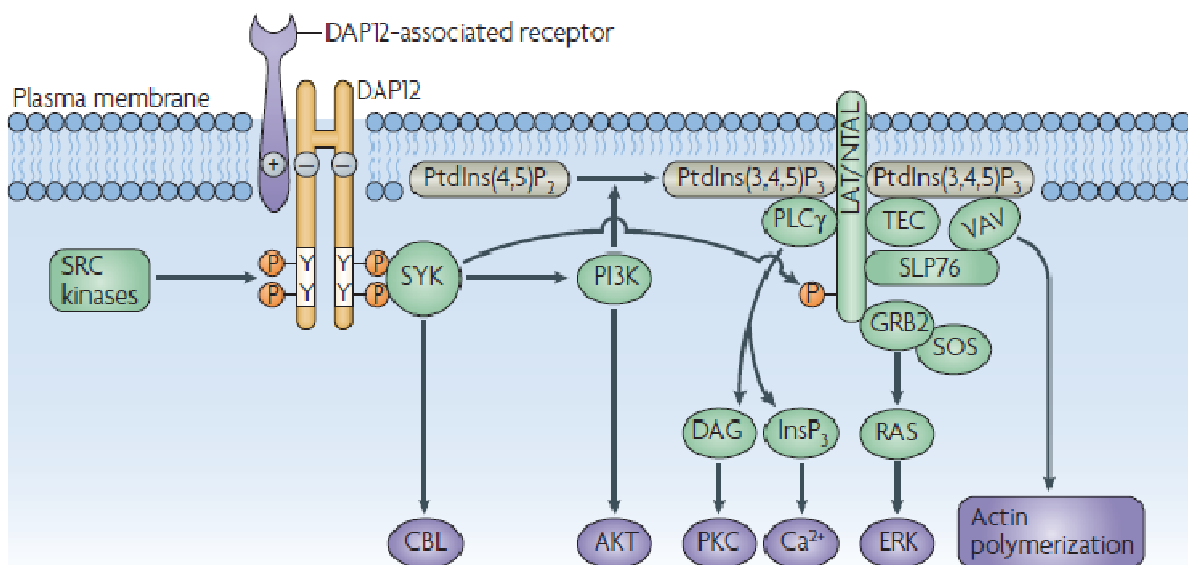 DAP12-associated receptor
Plasma membrane
DAP12
LAT/NTAL
+
–
–
PtdIns(4,5)P2
PtdIns(3,4,5)P3
PtdIns(3,4,5)P3
PLCγ
TEC
VAV
SRC
kinases
P
Y
Y
P
P
Y
Y
P
SYK
PI3K
SLP76
P
GRB2
SOS
DAG
InsP3
RAS
CBL
AKT
PKC
Ca2+
ERK
Actin
polymerization